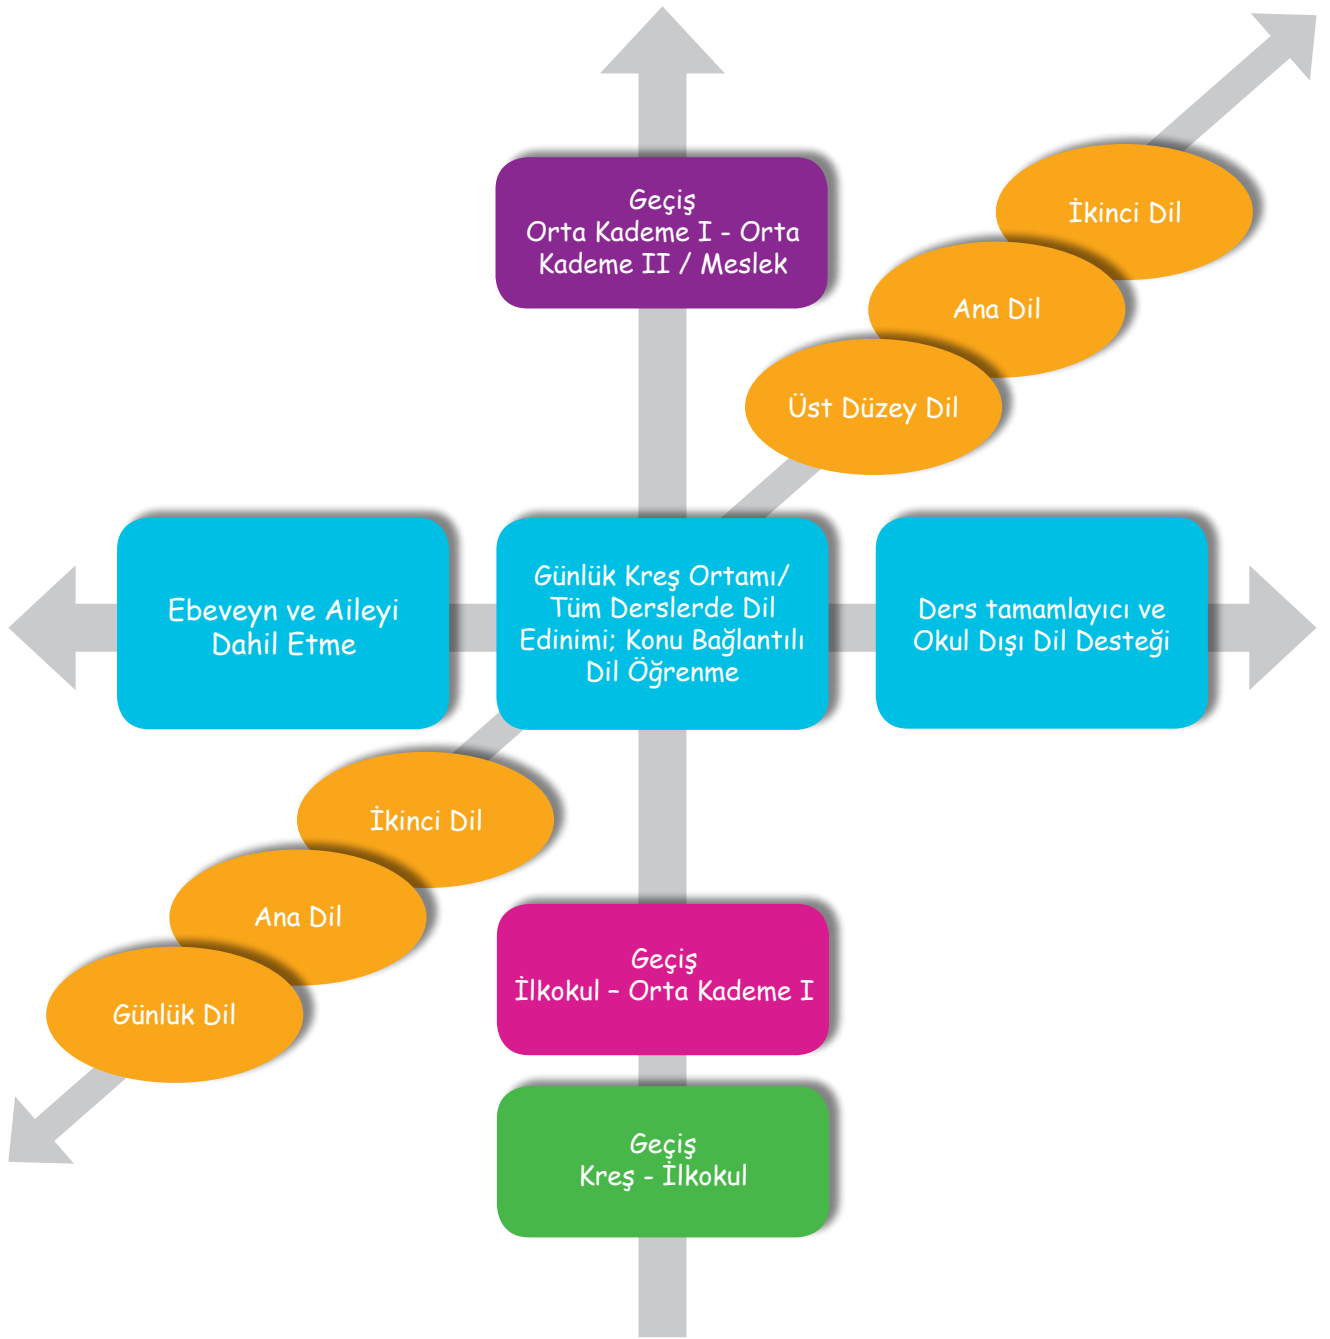 Geçiş
Orta Kademe I - Orta
Kademe II / Meslek
İkinci Dil
Ana Dil
Üst Düzey Dil
Ebeveyn ve Aileyi
Dahil Etme
Günlük Kreş Ortamı/
Tüm Derslerde Dil
Edinimi; Konu Bağlantılı
Dil Öğrenme
Ders tamamlayıcı ve
Okul Dışı Dil Desteği
İkinci Dil
Ana Dil
Günlük Dil
Geçiş
İlkokul – Orta Kademe I
Geçiş
Kreş - İlkokul